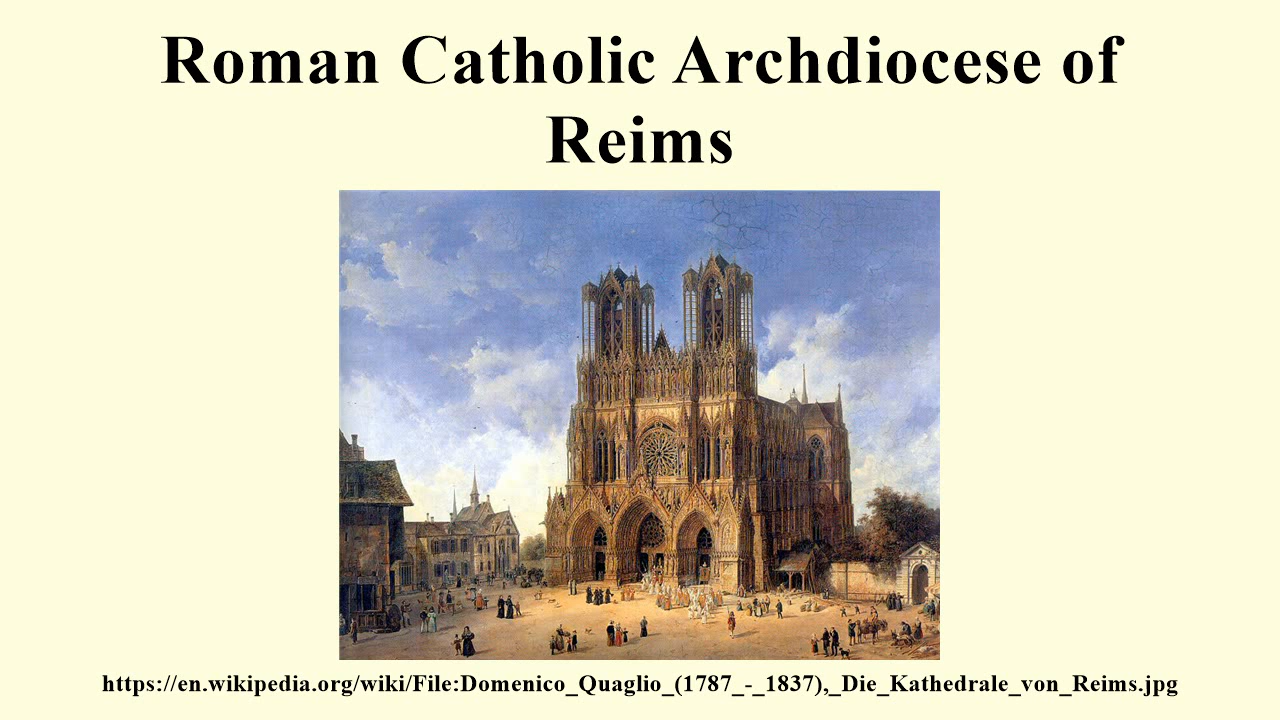 Roman Catholic Archdiocese of
Reims
https://en.wikipedia.org/wiki/File:Domenico_Quaglio_(1787_-_1837),_Die_Kathedrale_von_Reims.jpg